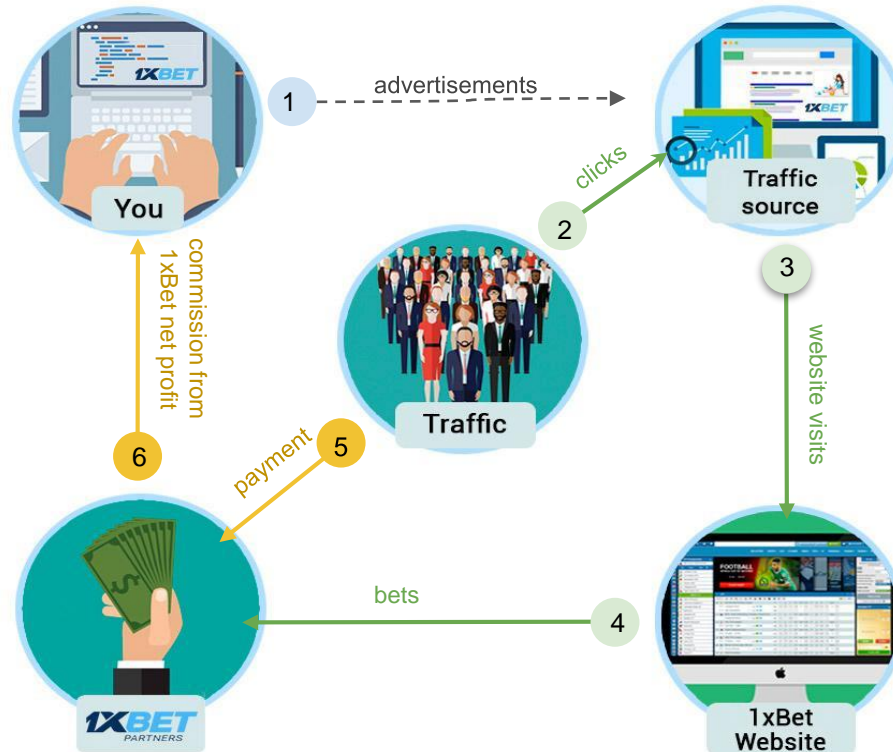 1XBET
You
1
advertisements
1XBET
Traffic
source
clicks
2
3
commission from
1xBet net profit
website visits
Traffic
6
payment
5
FOOTBALL
bets
4
1XBET
PARTNERS
1xBet
Website